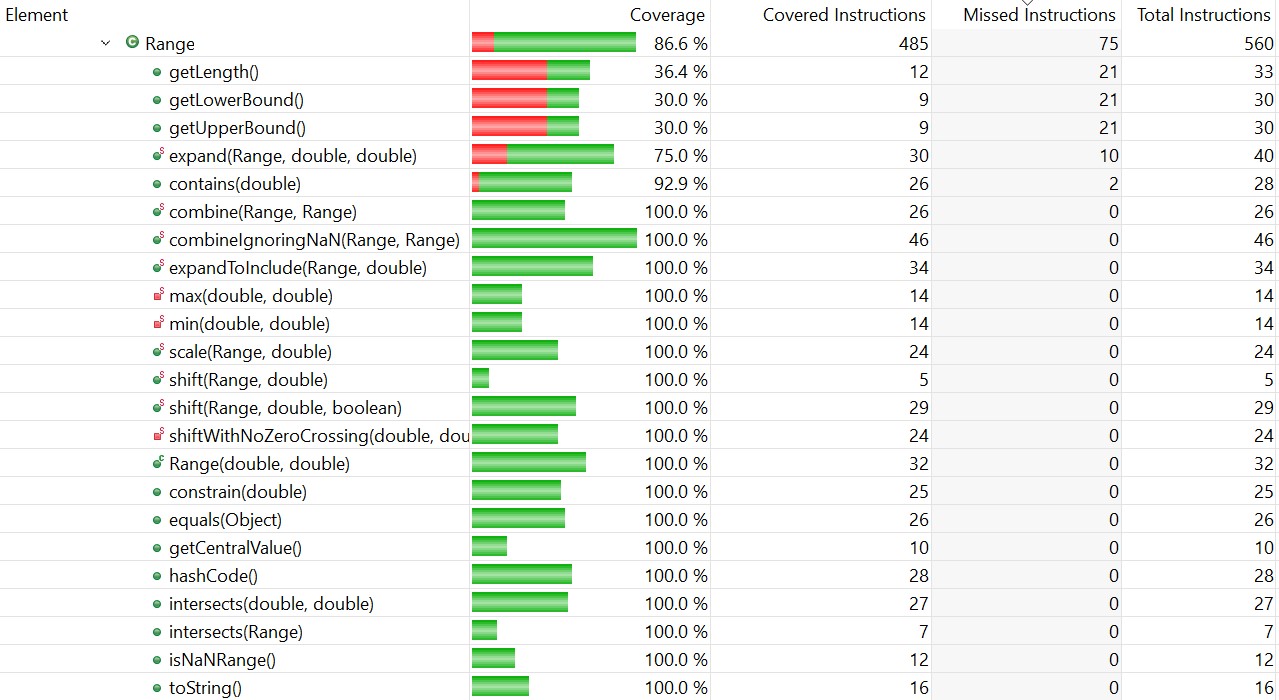 Element Coverage Covered Instructions Missed Instructions Total Instructions
Range 86.6 % 485 75 560
getLength() 36.4 % 12 21 33
getLowerBound() 30.0 % 9 21 30
getUpperBound() 30.0 % 9 21 30
expand(Range, double, double) 75.0 % 30 10 40
contains(double) 92.9 % 26 2 28
combine(Range, Range) 100.0 % 26 0 26
combineIgnoringNaN(Range, Range) 100.0 % 46 0 46
expandToInclude(Range, double) 100.0 % 34 0 34
max(double, double) 100.0 % 14 0 14
min(double, double) 100.0 % 14 0 14
scale(Range, double) 100.0 % 24 0 24
shift(Range, double) 100.0 % 5 0 5
shift(Range, double, boolean) 100.0 % 29 0 29
shiftWithNoZeroCrossing(double, dou 100.0 % 24 0 24
Range(double, double) 100.0 % 32 0 32
constrain(double) 100.0 % 25 0 25
equals(Object) 100.0 % 26 0 26
getCentralValue() 100.0 % 10 0 10
hashCode() 100.0 % 28 0 28
intersects(double, double) 100.0 % 27 0 27
intersects(Range) 100.0 % 7 0 7
isNaNRange() 100.0 % 12 0 12
toString() 100.0 % 16 0 16